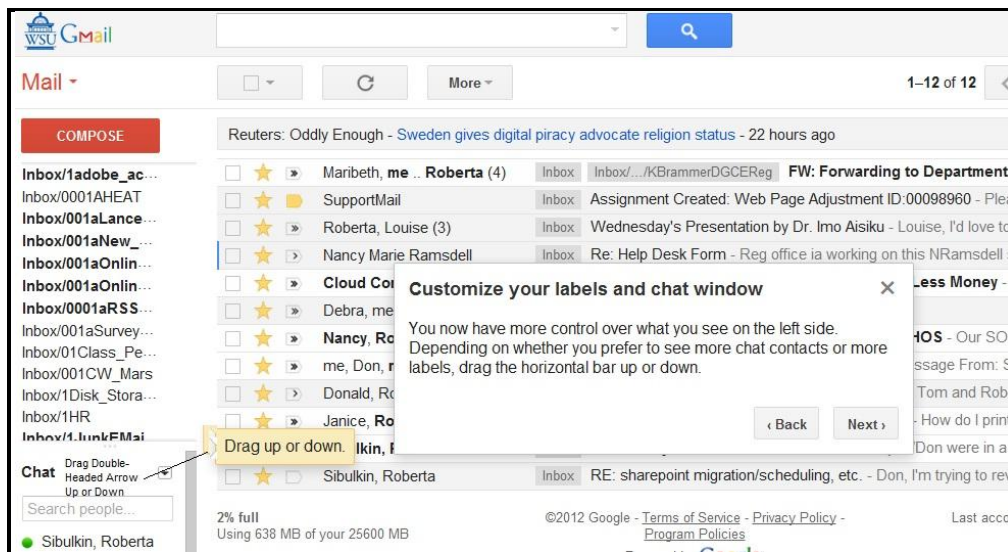 WSU GMail
Mail
More
1–12 of 12
COMPOSE
Reuters: Oddly Enough - Sweden gives digital piracy advocate religion status - 22 hours ago
Inbox/1adobe_ac...
Inbox/0001AHEAT
Inbox/001aLance...
Inbox/001aNew_...
Inbox/001aOnlin...
Inbox/001aOnlin...
Inbox/0001aRSS...
Inbox/001aSurvey...
Inbox/01Class_Pe...
Inbox/001CW_Mars
Inbox/1Disk_Stora...
Inbox/1HR
Inbox/1JunkEMai
Maribeth, me .. Roberta (4) Inbox Inbox/.../KBrammerDGCEReg FW: Forwarding to Department
SupportMail Inbox Assignment Created: Web Page Adjustment ID:00098960 - Plea
Roberta, Louise (3) Inbox Wednesday's Presentation by Dr. Imo Aisiku - Louise, I'd love to
Nancy Marie Ramsdell Inbox Re: Help Desk Form - Reg office ia working on this NRamsdell
Cloud Co Less Money -
Debra, me
Nancy, Ro HOS - Our SO
me, Don, r ssage From: S
Donald, Ro Tom and Rob
Janice, Ro - How do I prin
lkin, Don were in a
Sibulkin, Roberta Inbox RE: sharepoint migration/scheduling, etc. - Don, I'm trying to rev
Customize your labels and chat window
You now have more control over what you see on the left side.
Depending on whether you prefer to see more chat contacts or more
labels, drag the horizontal bar up or down.
‹ Back Next ›
Drag up or down.
Chat
Drag Double-
Headed Arrow
Up or Down
Search people...
Sibulkin, Roberta
2% full
Using 638 MB of your 25600 MB
©2012 Google - Terms of Service - Privacy Policy -
Program Policies
Last acco